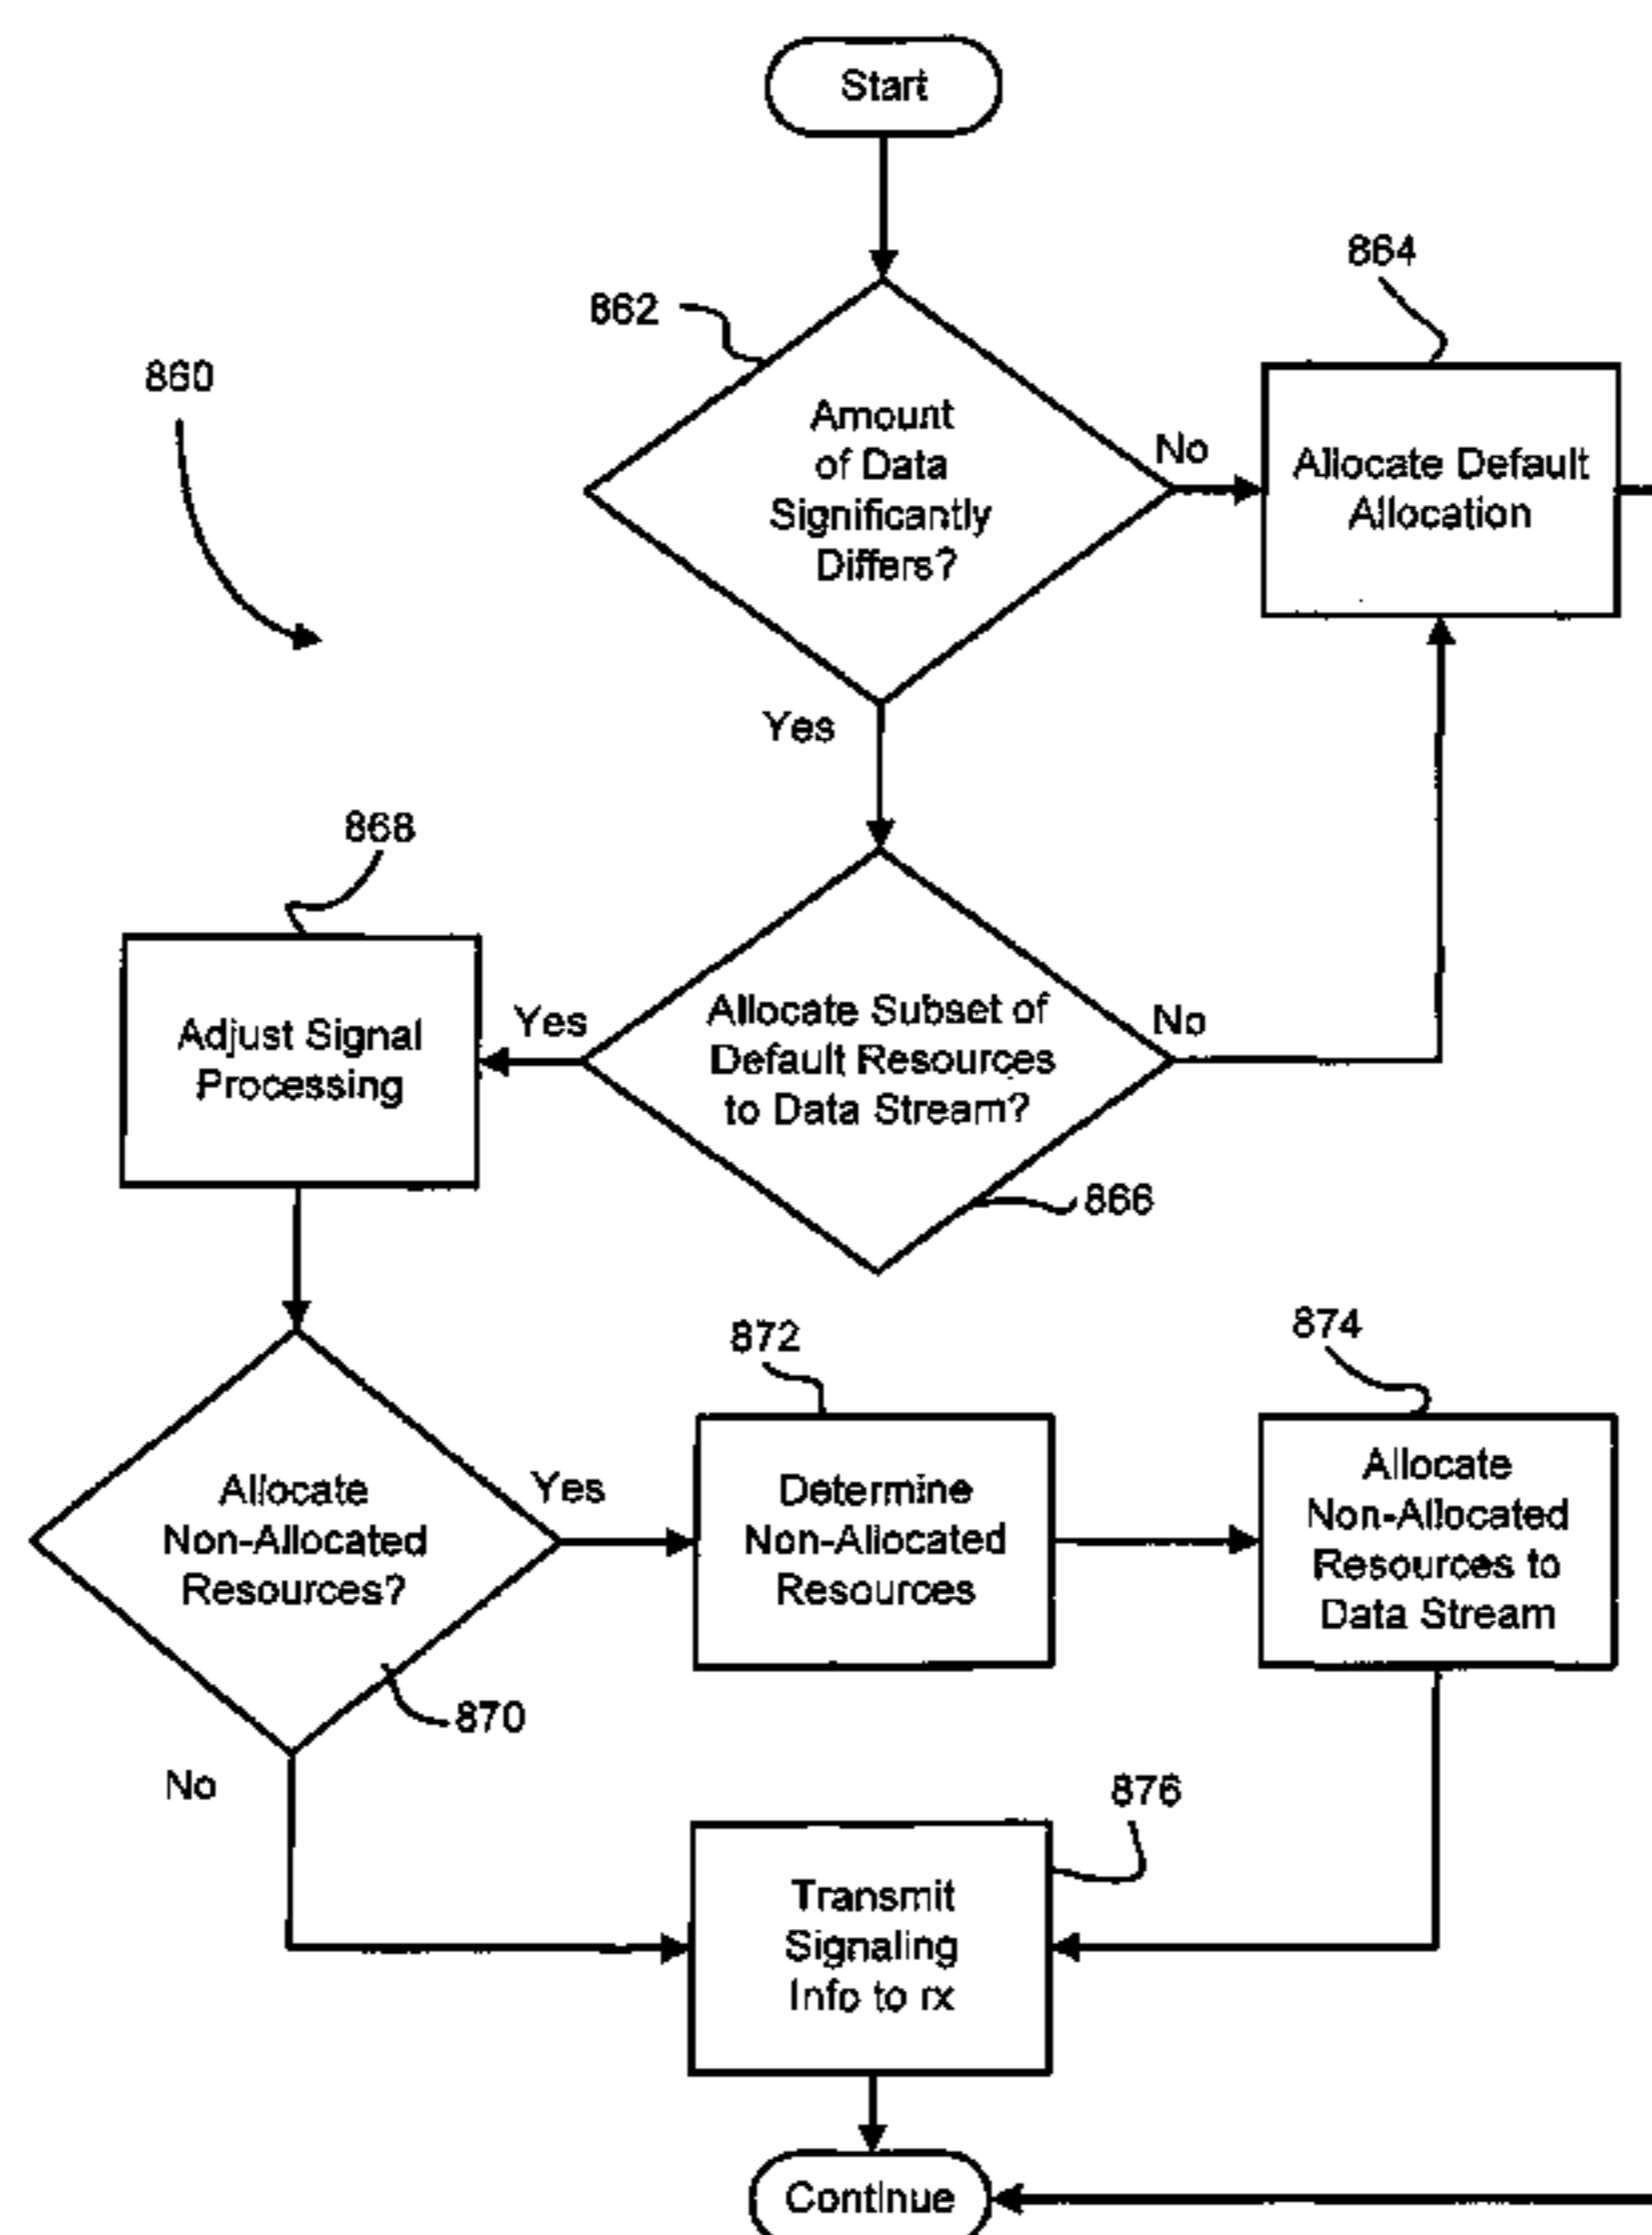 Start
864
862
860
Amount
of Data
Significantly
Differs?
No
Allocate Default
Allocation
Yes
868
Adjust Signal
Processing
Yes
Allocate Subset of
Default Resources
to Data Stream?
No
866
872
874
Allocate
Non-Allocated
Resources?
Yes
Determine
Non-Allocated
Resources
Allocate
Non-Allocated
Resources to
Data Stream
870
No
876
Transmit
Signaling
Info to rx
Continue